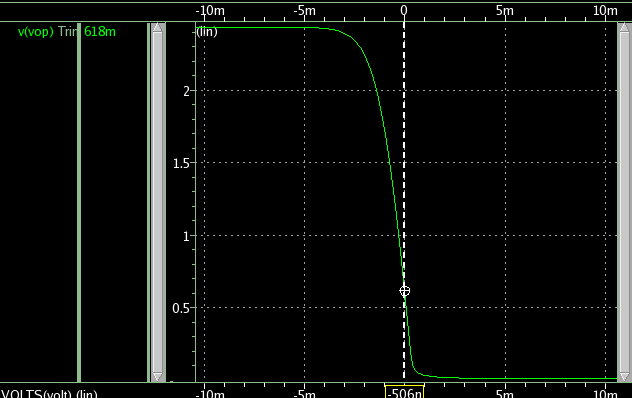 -10m -5m 0 5m 10m
v(vop) Trin 618m
(lin)
2
1.5
1
0.5
-10m -5m -506n 5m 10m
VOLTS(volt) (lin)